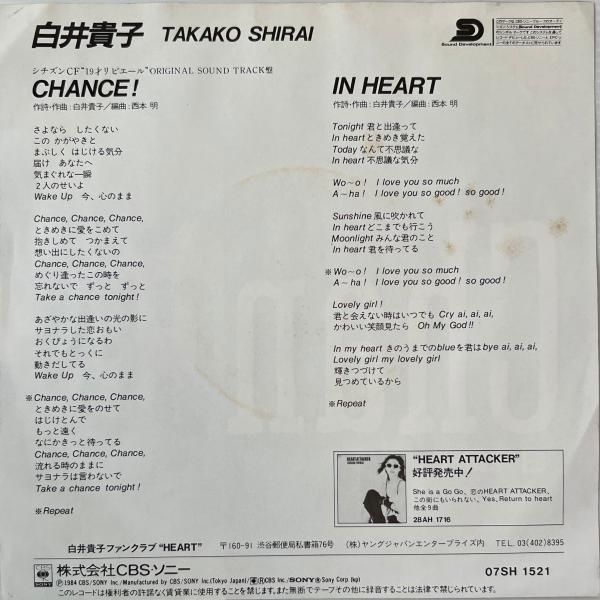 白井貴子 TAKAKO SHIRAI
Sound Development
シチズンCF"19才リピエール"ORIGINAL SOUND TRACK盤
CHANCE!
作詩・作曲:白井貴子/編曲:西本 明
さよなら したくない
この かがやきと
まぶしく はじける気分
届け あなたへ
気まぐれな一瞬
2人のせいよ
Wake Up 今、心のまま
Chance, Chance, Chance,
ときめきに愛をこめて
抱きしめて つかまえて
想い出にしたくないの
Chance, Chance, Chance,
めぐり逢ったこの時を
忘れないで ずっと ずっと
Take a chance tonight!
あざやかな出逢いの光の影に
サヨナラした恋おもい
おくびょうになるわ
それでもとっくに
動きだしてる
Wake Up 今、心のまま
※Chance, Chance, Chance,
ときめきに愛をのせて
はじけとんで
もっと遠く
なにかきっと待ってる
Chance, Chance, Chance,
流れる時のままに
サヨナラは言わないで
Take a chance tonight!
※Repeat
IN HEART
作詩・作曲:白井貴子/編曲:西本 明
Tonight 君と出逢って
In heart ときめき覚えた
Today なんて不思議な
In heart 不思議な気分
Wo〜o! I love you so much
A〜ha! I love you so good! so good!
Sunshine 風に吹かれて
In heart どこまでも行こう
Moonlight みんな君のこと
In heart 君を待ってる
※Wo〜o! I love you so much
A〜ha! I love you so good! so good!
Lovely girl!
君と会えない時はいつでも Cry ai, ai, ai,
かわいい笑顔見たら Oh My God!!
In my heart きのうまでのblueを君はbye ai, ai, ai,
Lovely girl my lovely girl
輝きつづけて
見つめているから
※Repeat
HEART ATTACKER
"HEART ATTACKER"
好評発売中!
She is a Go Go、恋のHEART ATTACKER、
この街にもいられない、Yes, Return to heart
他全9曲
28AH 1716
白井貴子ファンクラブ"HEART" 〒160-91 渋谷郵便局私書箱76号 (株)ヤングジャパンエンタープライズ内 TEL. 03(402)8395
CBS 株式会社CBS・ソニー 07SH 1521
Ⓟ1984 CBS/SONY Inc./Manufactured by CBS/SONY Inc.(Tokyo Japan)/ ®CBS Inc./SONY® Sony Corp./ (kg)
このレコードは権利者の許諾なく賃貸業に使用することを禁じます。また、無断でテープその他に録音することは法律で禁じられています。